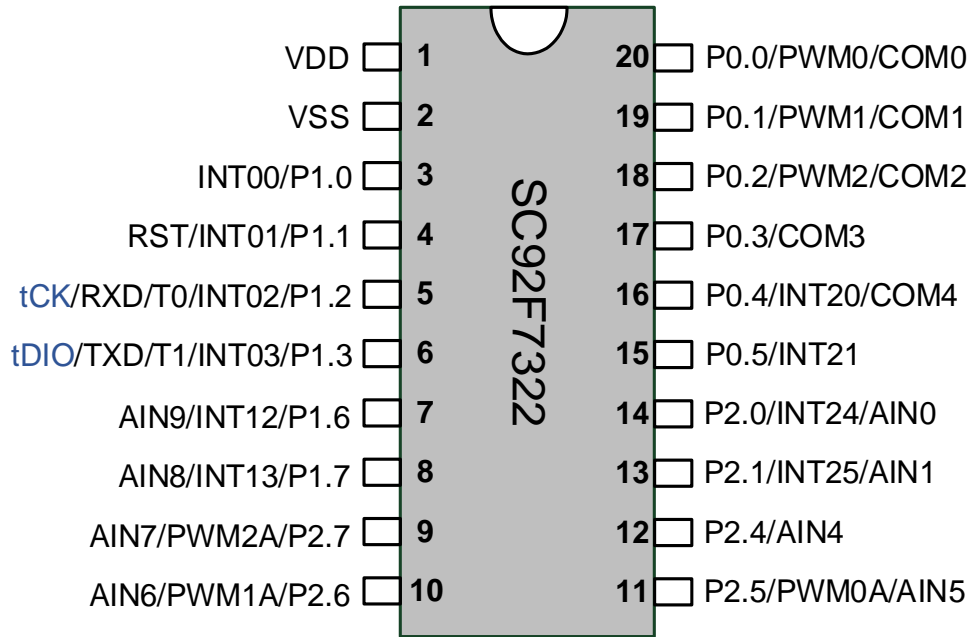 VDD 1 20 P0.0/PWM0/COM0
VSS 2 19 P0.1/PWM1/COM1
INT00/P1.0 3 18 P0.2/PWM2/COM2
RST/INT01/P1.1 4 17 P0.3/COM3
tCK/RXD/T0/INT02/P1.2 5 16 P0.4/INT20/COM4
tDIO/TXD/T1/INT03/P1.3 6 15 P0.5/INT21
AIN9/INT12/P1.6 7 14 P2.0/INT24/AIN0
AIN8/INT13/P1.7 8 13 P2.1/INT25/AIN1
AIN7/PWM2A/P2.7 9 12 P2.4/AIN4
AIN6/PWM1A/P2.6 10 11 P2.5/PWM0A/AIN5
SC92F7322